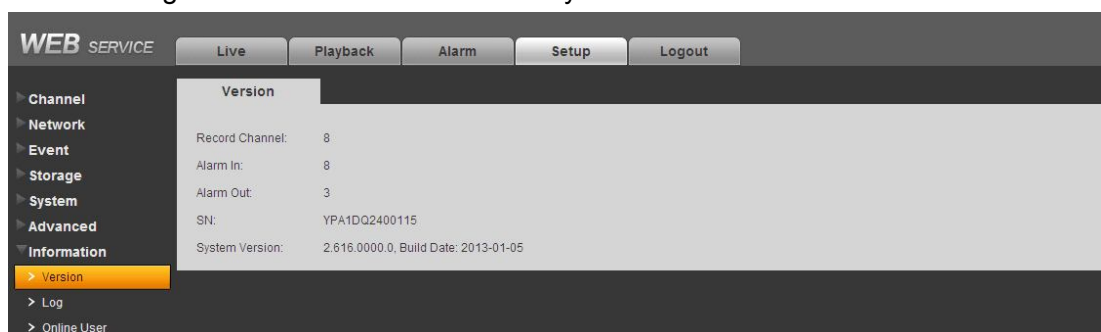 WEB SERVICE
Live
Playback
Alarm
Setup
Logout
Channel
Network
Event
Storage
System
Advanced
Information
> Version
> Log
> Online User
Version
Record Channel: 8
Alarm In: 8
Alarm Out: 3
SN: YPA1DQ2400115
System Version: 2.616.0000.0, Build Date: 2013-01-05